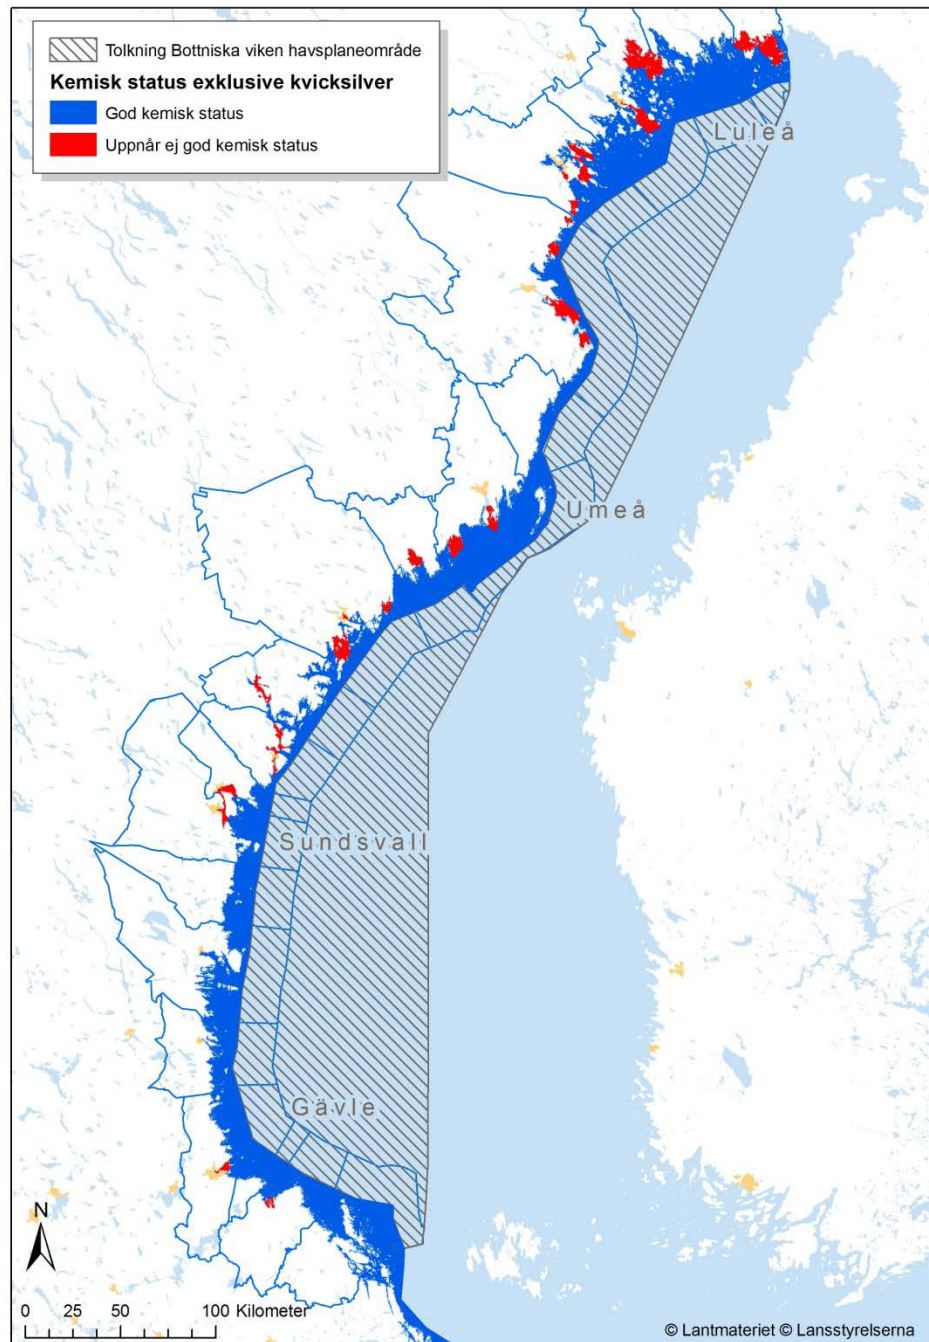 Tolkning Bottniska viken havsplaneområde
Kemisk status exklusive kvicksilver
God kemisk status
Uppnår ej god kemisk status
Luleå
Umeå
Sundsvall
Gävle
N
0 25 50 100 Kilometer
© Lantmateriet © Lansstyrelserna